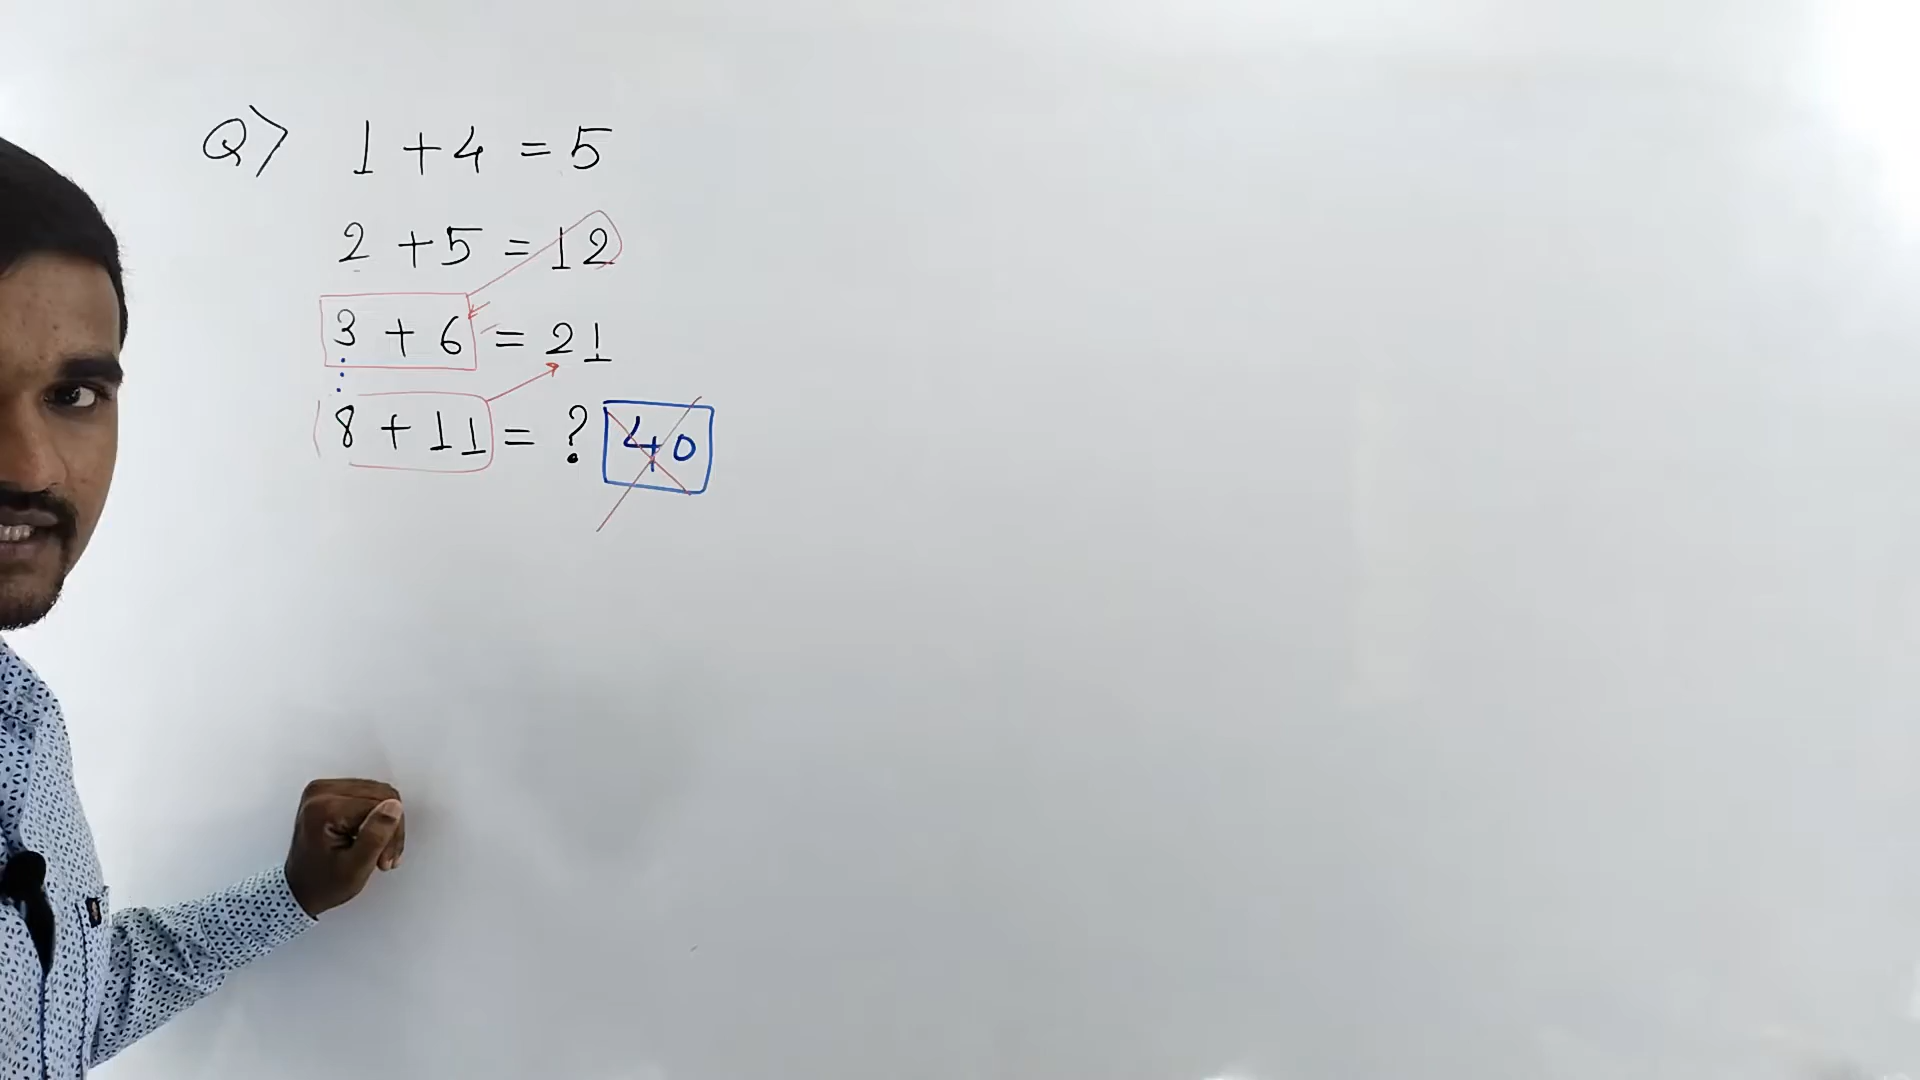 Q> 1 + 4 = 5
2 + 5 = 12
3 + 6 = 21
:
8 + 11 = ? 40